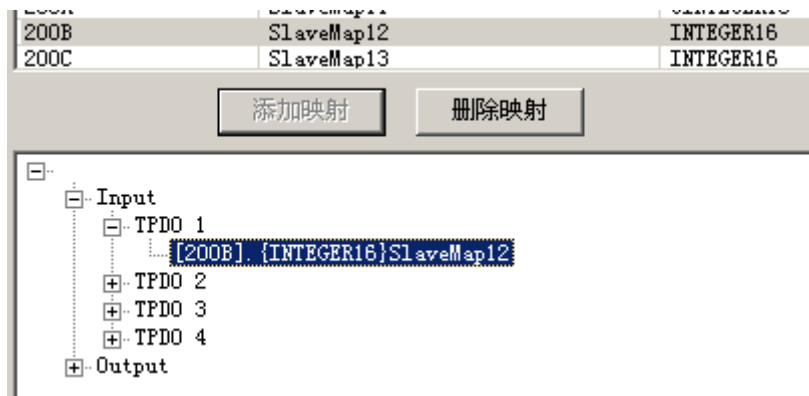 200B SlaveMap12 INTEGER16
200C SlaveMap13 INTEGER16
添加映射 删除映射
Input
TPDO 1
[200B].{INTEGER16}SlaveMap12
TPDO 2
TPDO 3
TPDO 4
Output